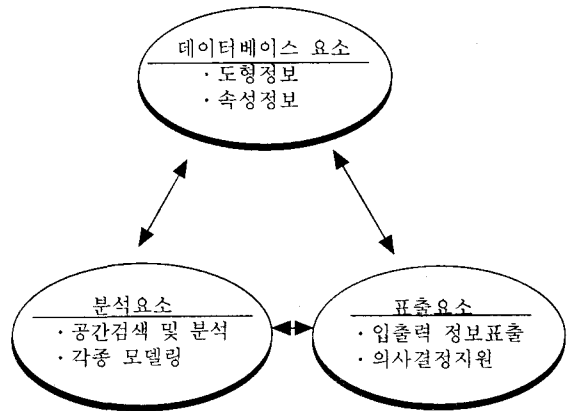 데이터베이스 요소
· 도형정보
· 속성정보
분석요소
· 공간검색 및 분석
· 각종 모델링
표출요소
· 입출력 정보표출
· 의사결정지원